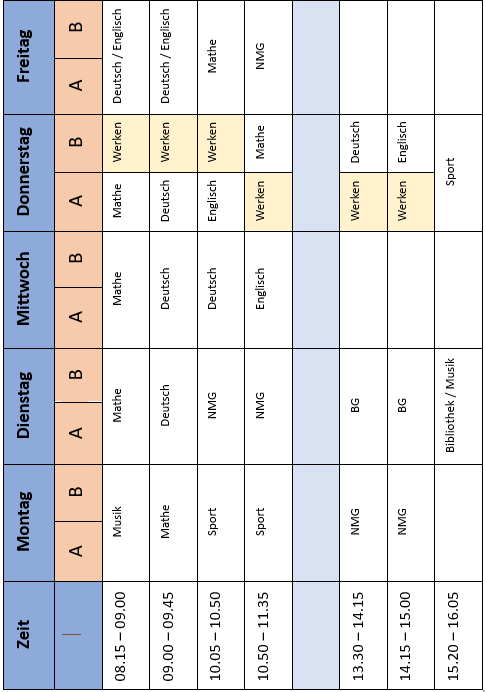 Zeit Montag Dienstag Mittwoch Donnerstag Freitag
A B A B A B A B A B
08.15 – 09.00 Musik Mathe Mathe Mathe Werken Deutsch / Englisch
09.00 – 09.45 Mathe Deutsch Deutsch Deutsch Werken Deutsch / Englisch
10.05 – 10.50 Sport NMG Deutsch Englisch Werken Mathe
10.50 – 11.35 Sport NMG Englisch Werken Mathe NMG
13.30 – 14.15 NMG BG Werken Deutsch
14.15 – 15.00 NMG BG Werken Englisch
15.20 – 16.05 Bibliothek / Musik Sport